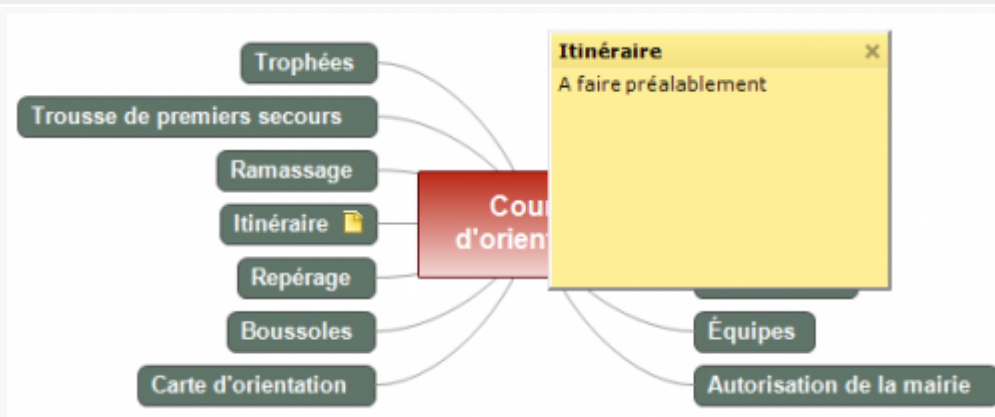 Trophées
Trousse de premiers secours
Ramassage
Itinéraire
Repérage
Boussoles
Carte d'orientation
Itinéraire
A faire préalablement
Équipes
Autorisation de la mairie